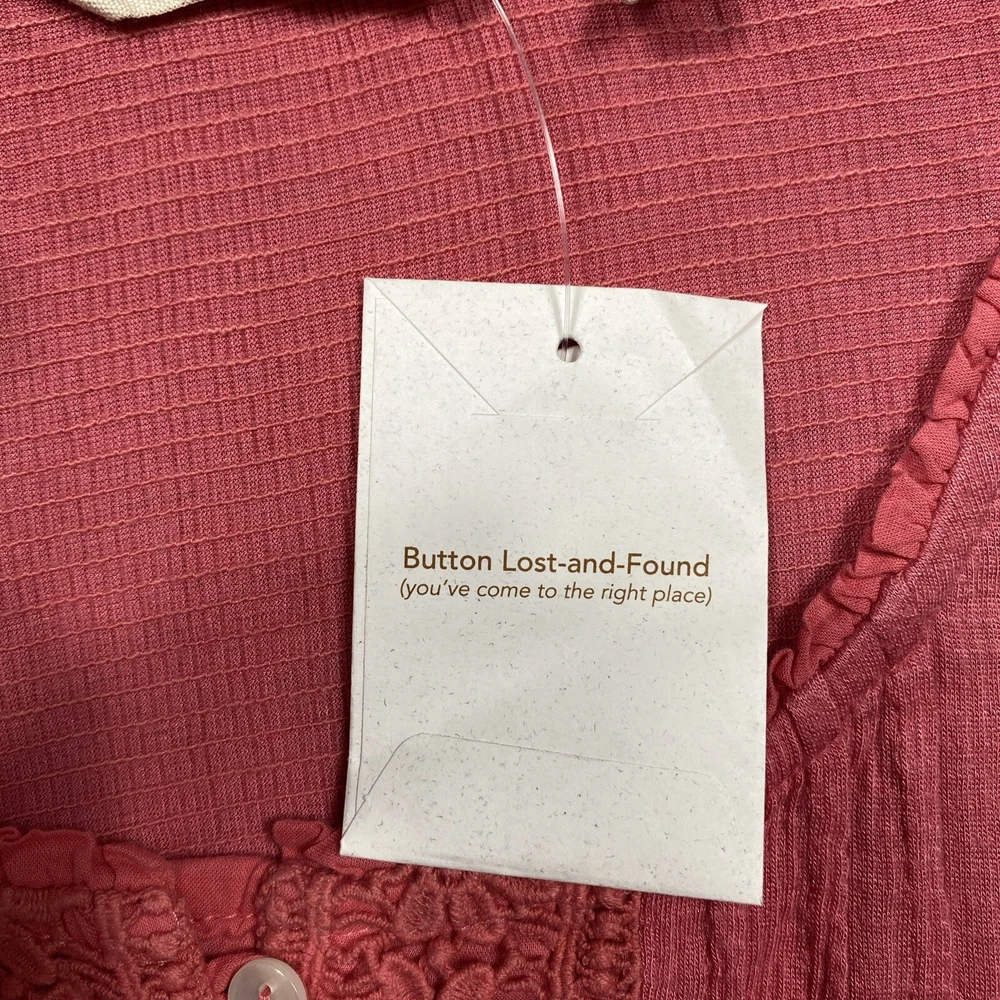 Button Lost-and-Found
(you've come to the right place)